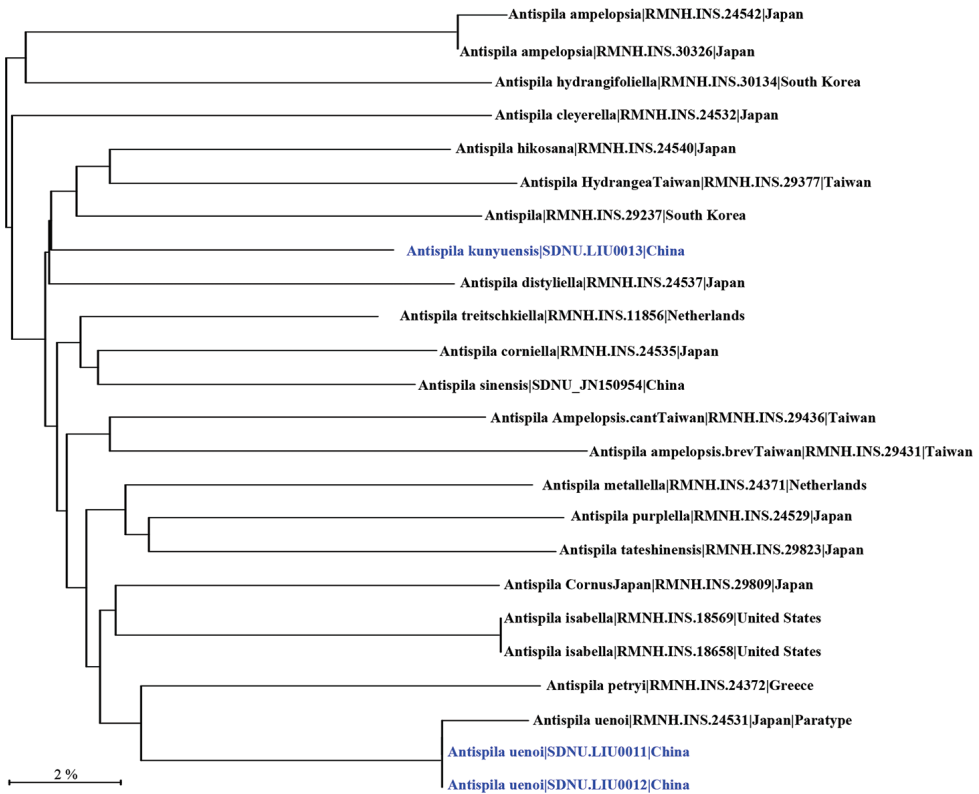 Antispila ampelopsia|RMNH.INS.24542|Japan
Antispila ampelopsia|RMNH.INS.30326|Japan
Antispila hydrangifoliella|RMNH.INS.30134|South Korea
Antispila cleyerella|RMNH.INS.24532|Japan
Antispila hikosana|RMNH.INS.24540|Japan
Antispila HydrangeaTaiwan|RMNH.INS.29377|Taiwan
Antispila|RMNH.INS.29237|South Korea
Antispila kunyuensis|SDNU.LIU0013|China
Antispila distyliella|RMNH.INS.24537|Japan
Antispila treitschkiella|RMNH.INS.11856|Netherlands
Antispila corniella|RMNH.INS.24535|Japan
Antispila sinensis|SDNU_JN150954|China
Antispila Ampelopsis.cantTaiwan|RMNH.INS.29436|Taiwan
Antispila ampelopsis.brevTaiwan|RMNH.INS.29431|Taiwan
Antispila metallella|RMNH.INS.24371|Netherlands
Antispila purplella|RMNH.INS.24529|Japan
Antispila tateshinensis|RMNH.INS.29823|Japan
Antispila CornusJapan|RMNH.INS.29809|Japan
Antispila isabella|RMNH.INS.18569|United States
Antispila isabella|RMNH.INS.18658|United States
Antispila petryi|RMNH.INS.24372|Greece
Antispila uenoi|RMNH.INS.24531|Japan|Paratype
Antispila uenoi|SDNU.LIU0011|China
Antispila uenoi|SDNU.LIU0012|China
2 %